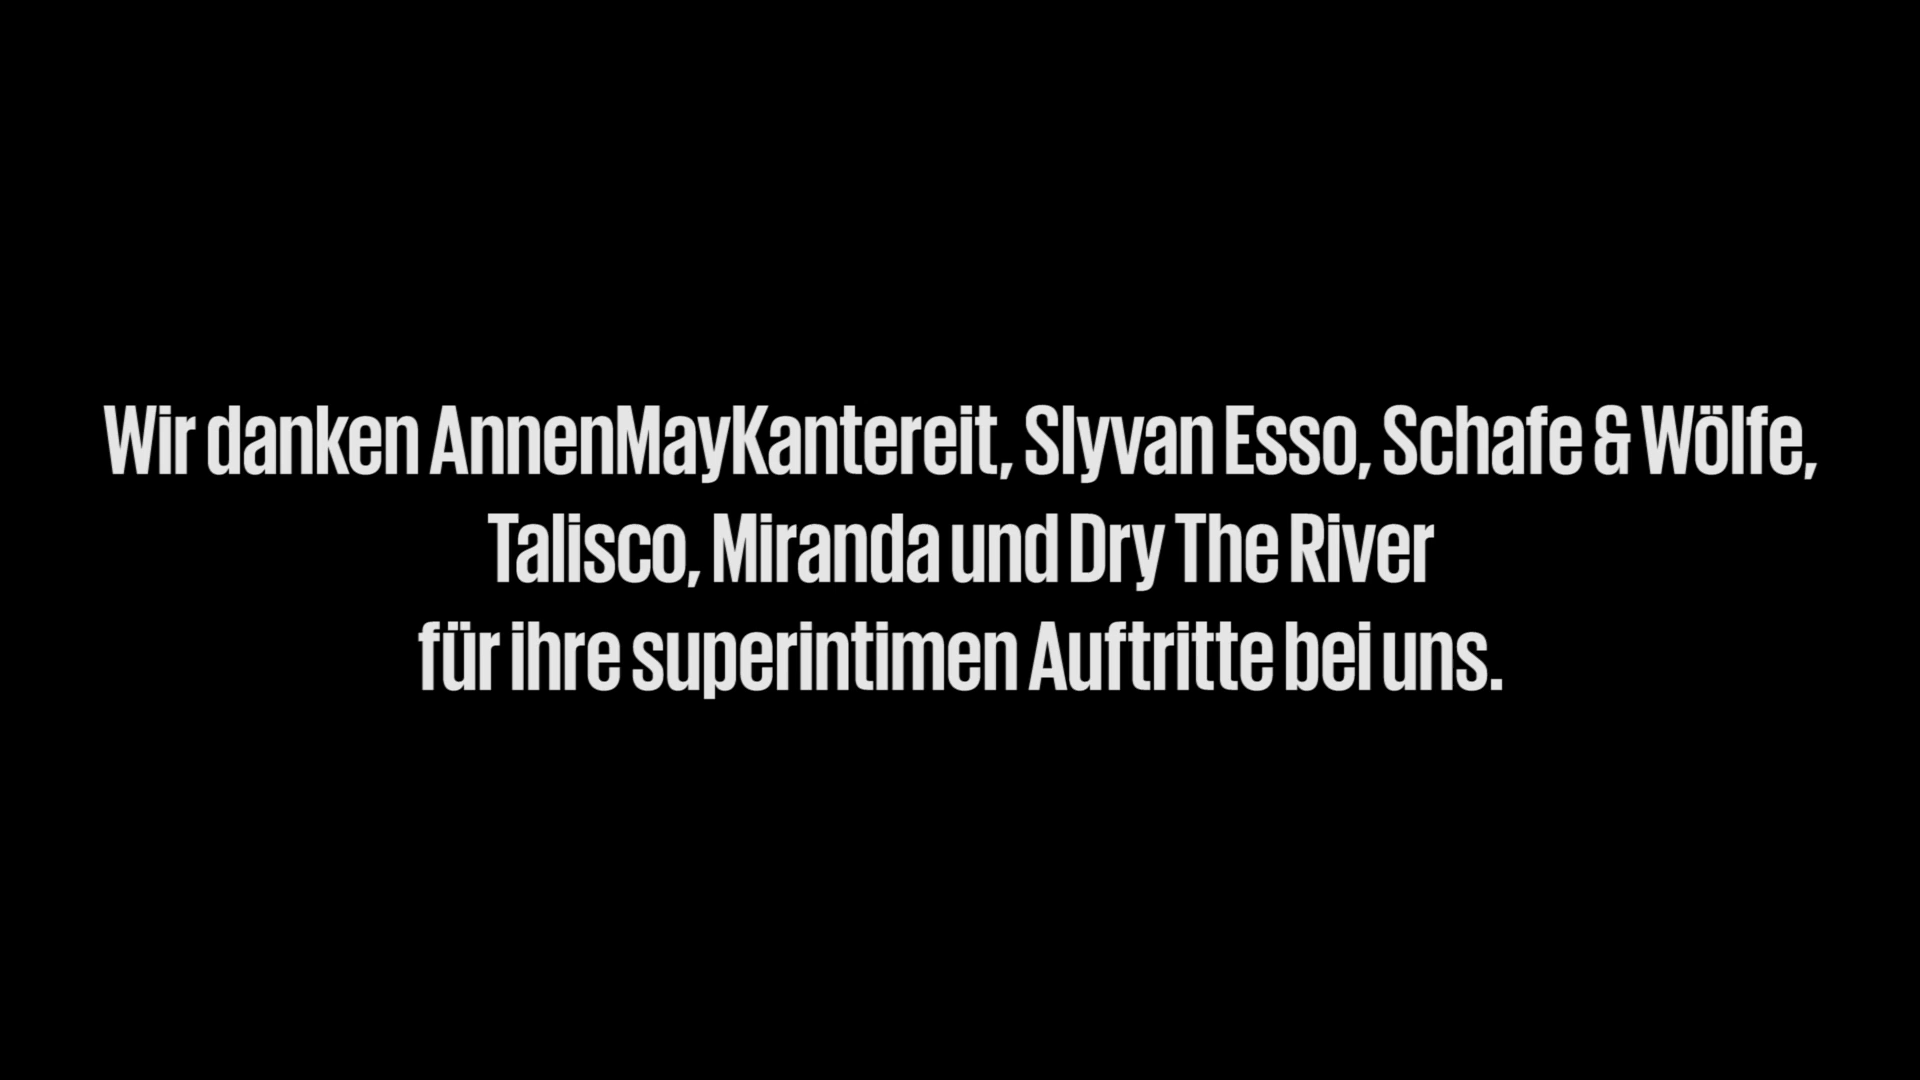 Wir danken AnnenMayKantereit, Slyvan Esso, Schafe & Wölfe,
Talisco, Miranda und Dry The River
für ihre superintimen Auftritte bei uns.